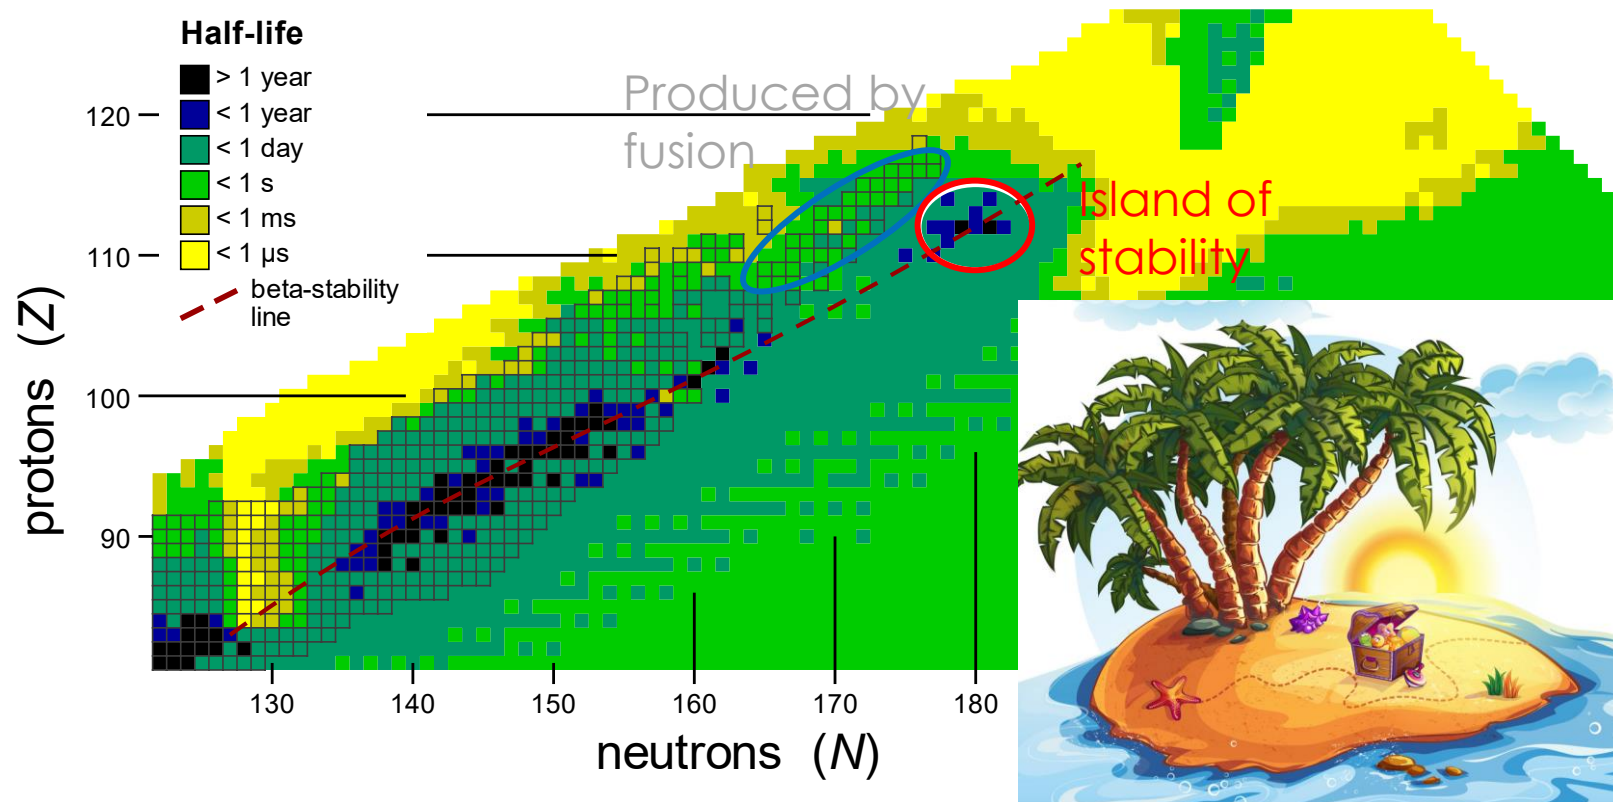 Half-life
> 1 year
< 1 year
< 1 day
< 1 s
< 1 ms
< 1 µs
beta-stability
line
Produced by
fusion
Island of
stability
120
110
100
90
protons (Z)
130 140 150 160 170 180
neutrons (N)